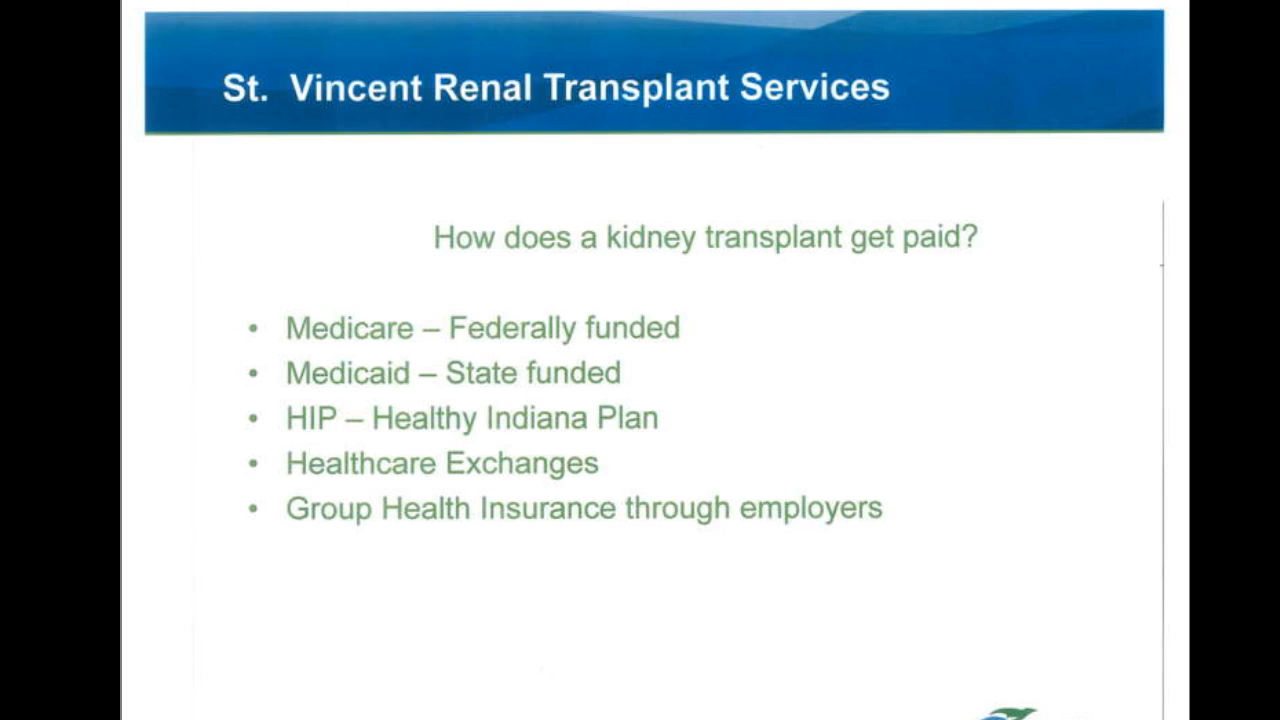 St. Vincent Renal Transplant Services
How does a kidney transplant get paid?
• Medicare – Federally funded
• Medicaid – State funded
• HIP – Healthy Indiana Plan
• Healthcare Exchanges
• Group Health Insurance through employers